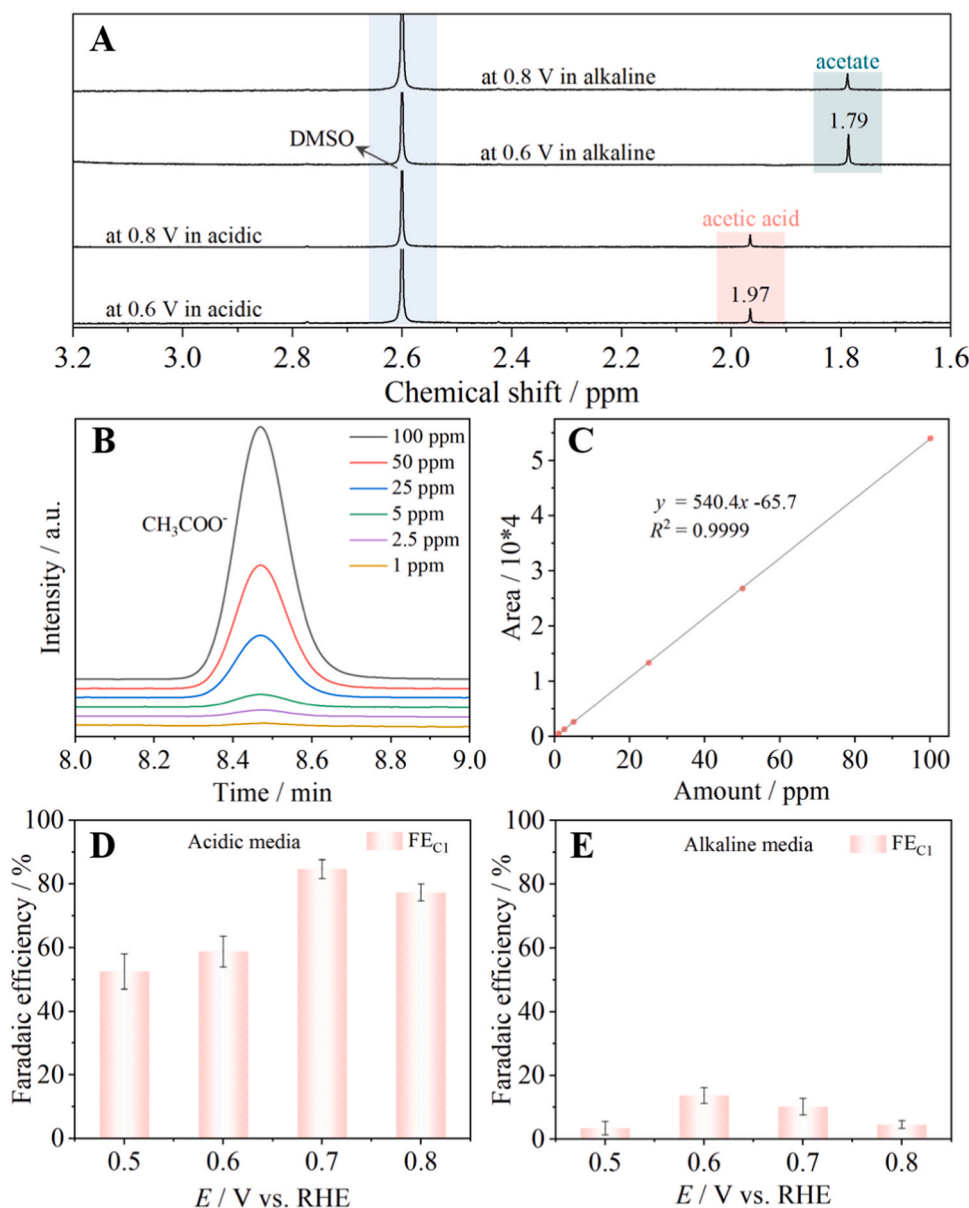 A
acetate
at 0.8 V in alkaline
1.79
DMSO
at 0.6 V in alkaline
acetic acid
at 0.8 V in acidic
1.97
at 0.6 V in acidic
3.2 3.0 2.8 2.6 2.4 2.2 2.0 1.8 1.6
Chemical shift / ppm
B
100 ppm
50 ppm
25 ppm
5 ppm
2.5 ppm
1 ppm
CH₃COO⁻
Intensity / a.u.
8.0 8.2 8.4 8.6 8.8 9.0
Time / min
C
y = 540.4x -65.7
R² = 0.9999
Area / 10*4
5
4
3
2
1
0
0 20 40 60 80 100
Amount / ppm
D
Acidic media
FE_C1
Faradaic efficiency / %
100
80
60
40
20
0
0.5 0.6 0.7 0.8
E / V vs. RHE
E
Alkaline media
FE_C1
Faradaic efficiency / %
100
80
60
40
20
0
0.5 0.6 0.7 0.8
E / V vs. RHE